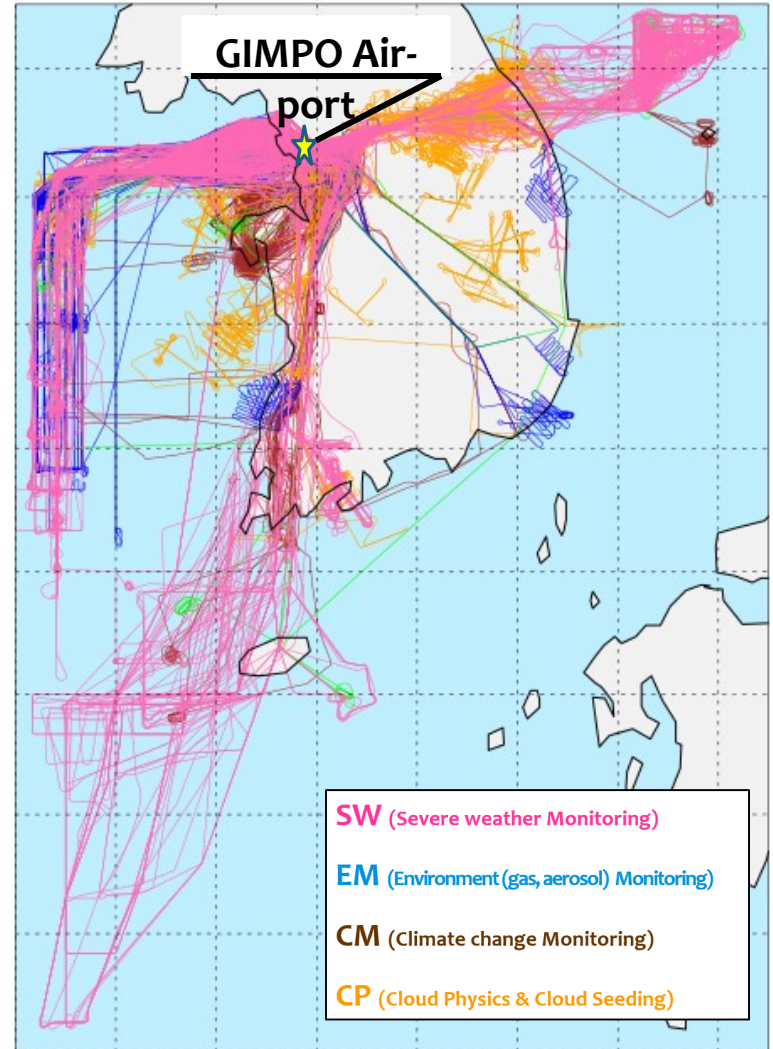 GIMPO Air-
port
SW (Severe weather Monitoring)
EM (Environment (gas, aerosol) Monitoring)
CM (Climate change Monitoring)
CP (Cloud Physics & Cloud Seeding)